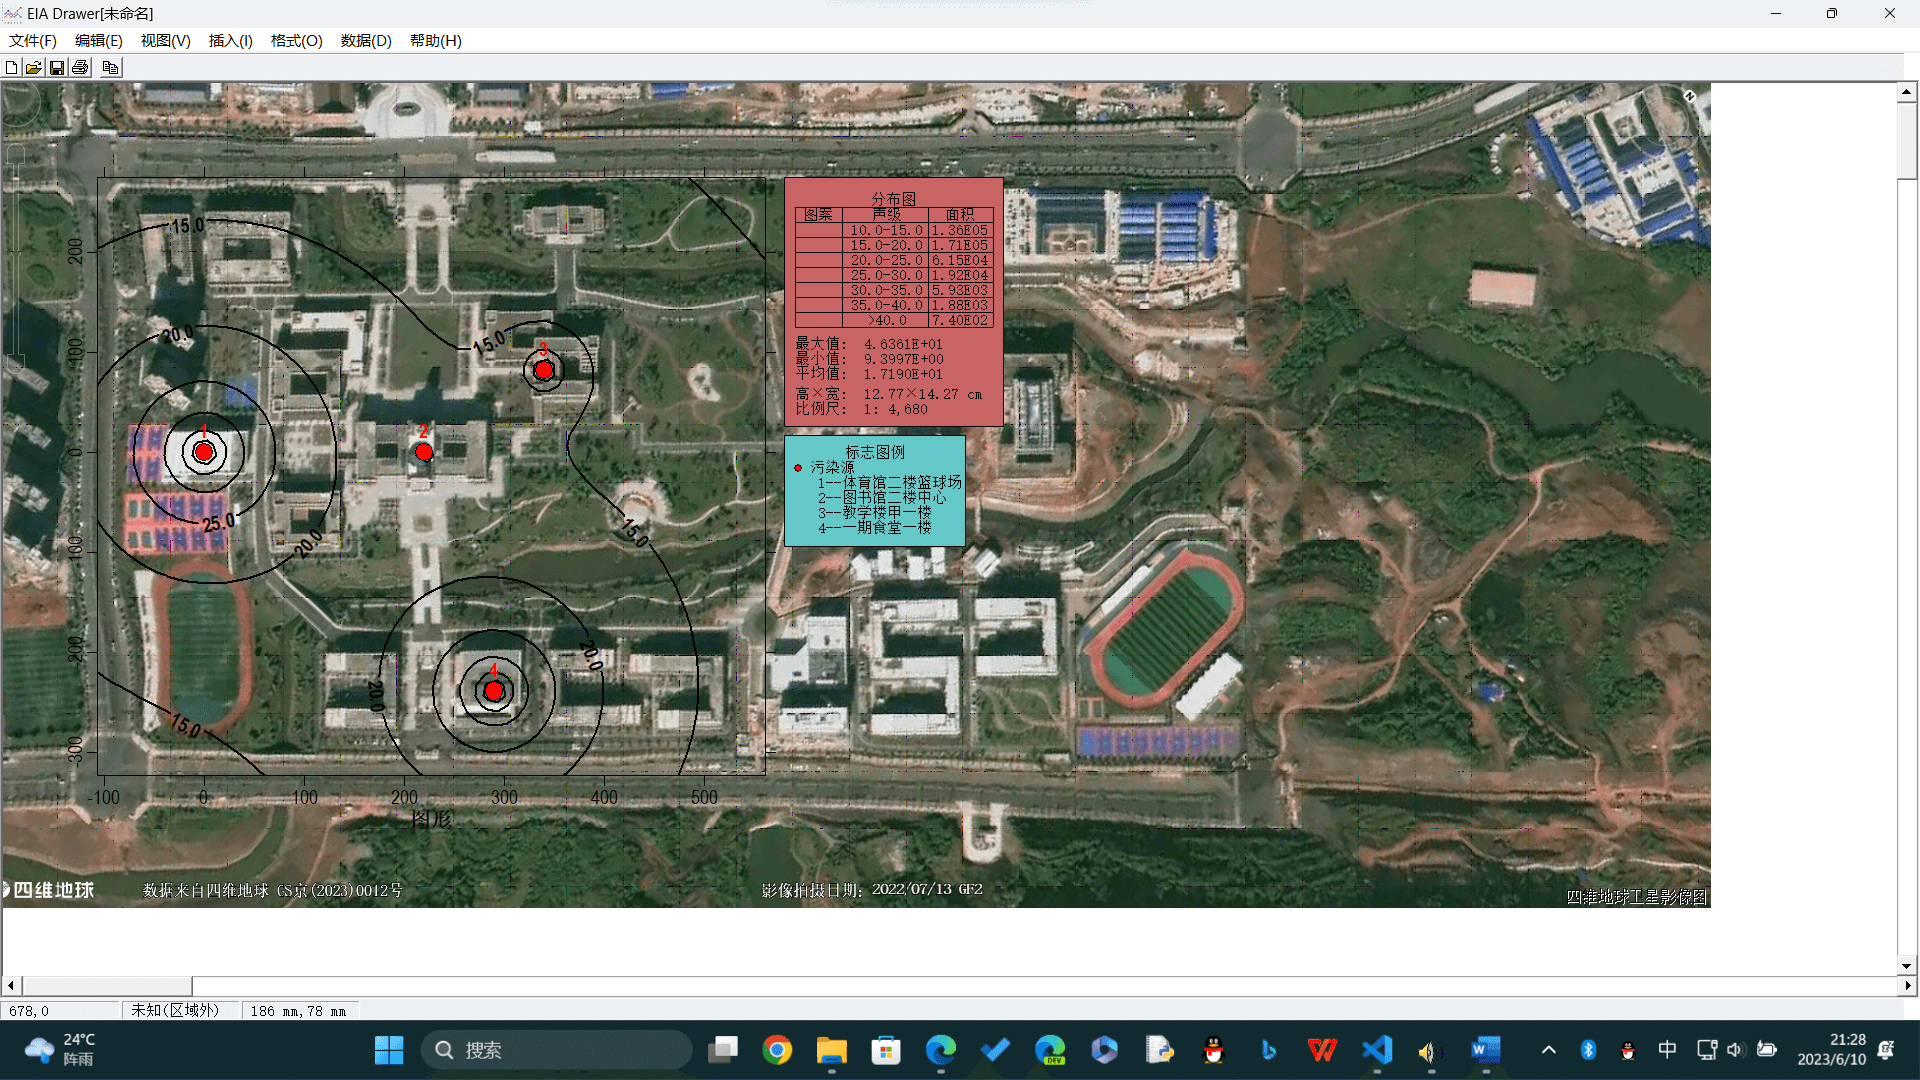 EIA Drawer[未命名]
文件(F) 编辑(E) 视图(V) 插入(I) 格式(O) 数据(D) 帮助(H)
分布图
图案 声级 面积
10.0-15.0 1.36E05
15.0-20.0 1.71E05
20.0-25.0 6.15E04
25.0-30.0 1.92E04
30.0-35.0 5.93E03
35.0-40.0 1.88E03
>40.0 7.40E02
最大值: 4.6361E+01
最小值: 9.3997E+00
平均值: 1.7190E+01
高×宽: 12.77×14.27 cm
比例尺: 1: 4,680
标志图例
污染源
1--体育馆二楼篮球场
2--图书馆二楼中心
3--教学楼甲一楼
4--一期食堂一楼
15.0
20.0
15.0
3
1
2
25.0
20.0
15.0
4
20.0
20.0
15.0
200
100
0
-100
-200
-300
-100 0 100 200 300 400 500
图形
N
四维地球 数据来自四维地球 GS京(2023)0012号 影像拍摄日期: 2022/07/13 GF2
四维地球卫星影像图
678,0 未知(区域外) 186 mm,78 mm
24°C
阵雨
搜索
DEV
中
21:28
2023/6/10